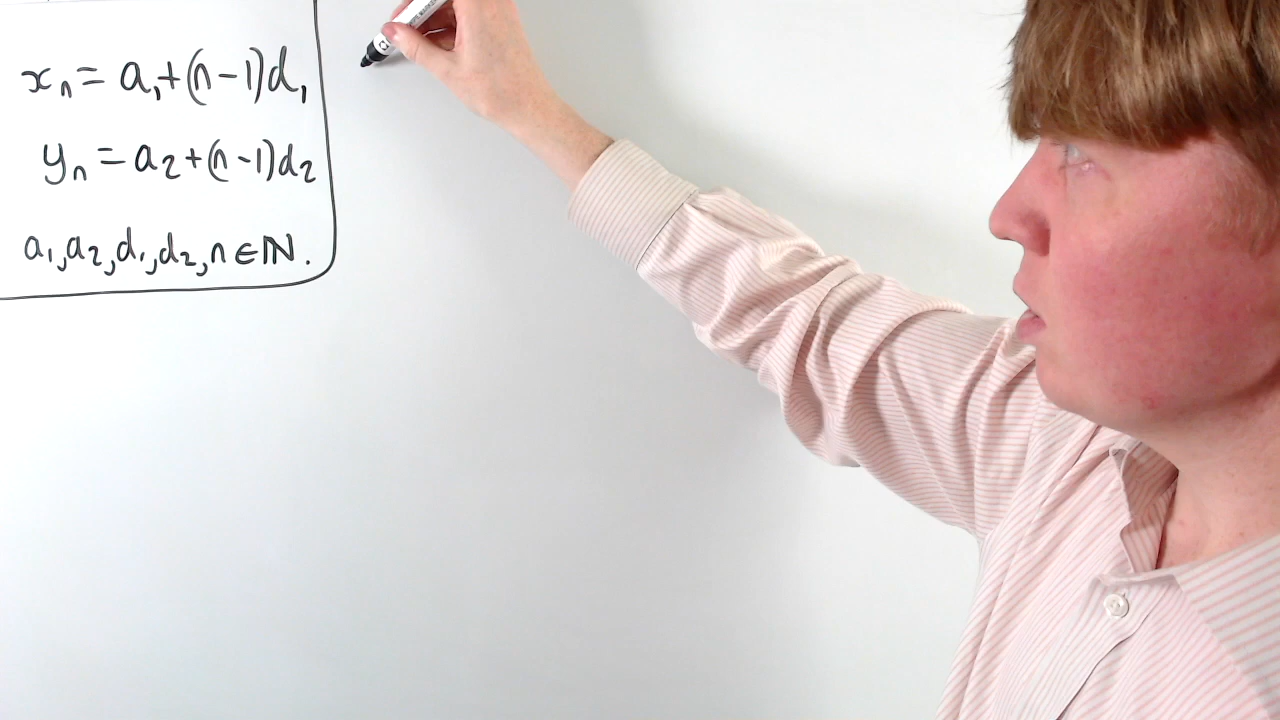 xₙ = a₁+(n-1)d₁
yₙ = a₂+(n-1)d₂
a₁,a₂,d₁,d₂,n∈ℕ.